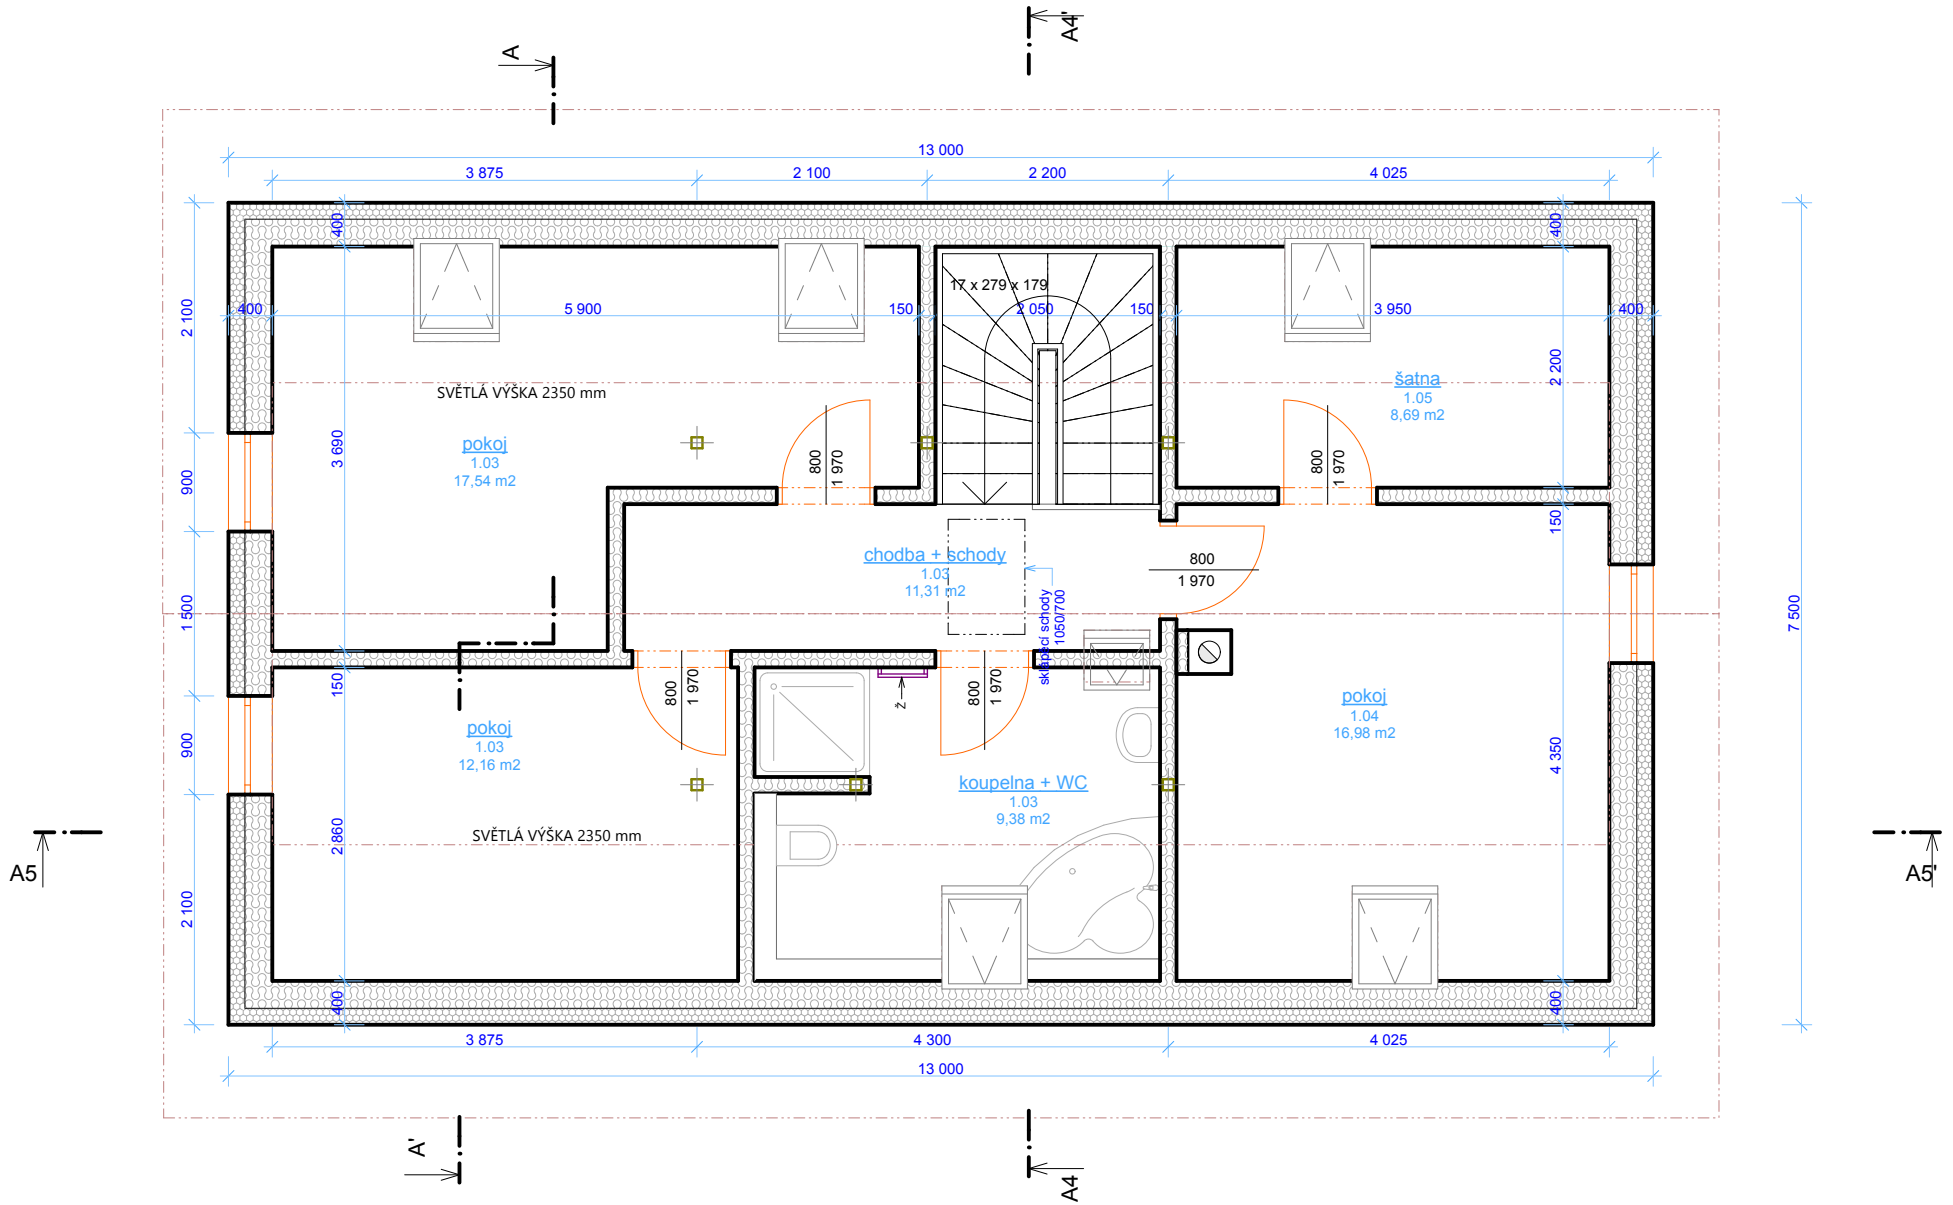 A4'
A
13 000
3 875
2 100
2 200
4 025
400
400
17 x 279 x 179
2 100
400
5 900
150
2 050
150
3 950
400
2 200
šatna
1.05
8,69 m2
SVĚTLÁ VÝŠKA 2350 mm
pokoj
1.03
17,54 m2
3 690
900
800
1 970
800
1 970
150
chodba + schody
1.03
11,31 m2
sklápěcí schody
1050/700
800
1 970
1 500
7 500
150
800
1 970
ž
800
1 970
pokoj
1.04
16,98 m2
pokoj
1.03
12,16 m2
900
4 350
koupelna + WC
1.03
9,38 m2
SVĚTLÁ VÝŠKA 2350 mm
2 860
A5
A5'
2 100
400
400
3 875
4 300
4 025
13 000
A'
A4